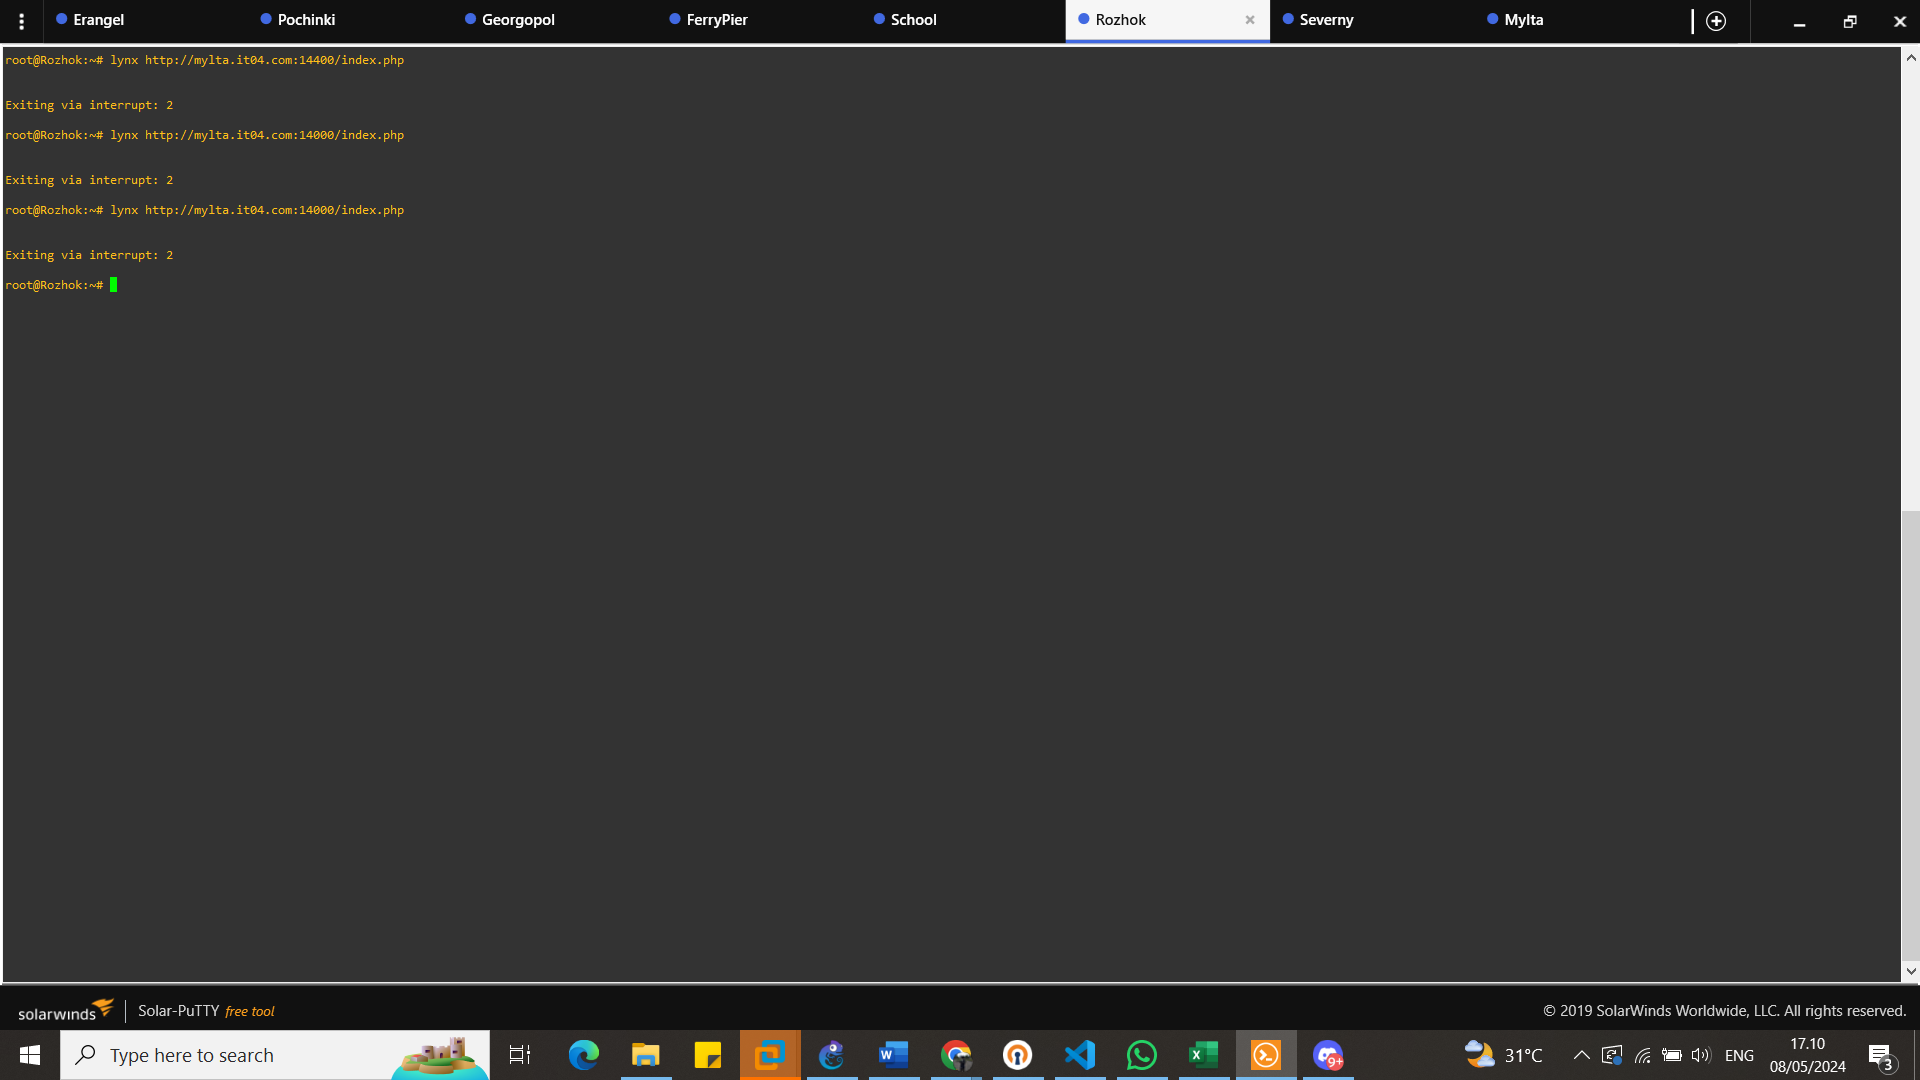 Erangel
Pochinki
Georgopol
FerryPier
School
Rozhok
Severny
Mylta
root@Rozhok:~# lynx http://mylta.it04.com:14400/index.php
Exiting via interrupt: 2
root@Rozhok:~# lynx http://mylta.it04.com:14000/index.php
Exiting via interrupt: 2
root@Rozhok:~# lynx http://mylta.it04.com:14000/index.php
Exiting via interrupt: 2
root@Rozhok:~#
solarwinds Solar-PuTTY free tool
© 2019 SolarWinds Worldwide, LLC. All rights reserved.
Type here to search
9+
31°C
ENG
17.10
08/05/2024
3